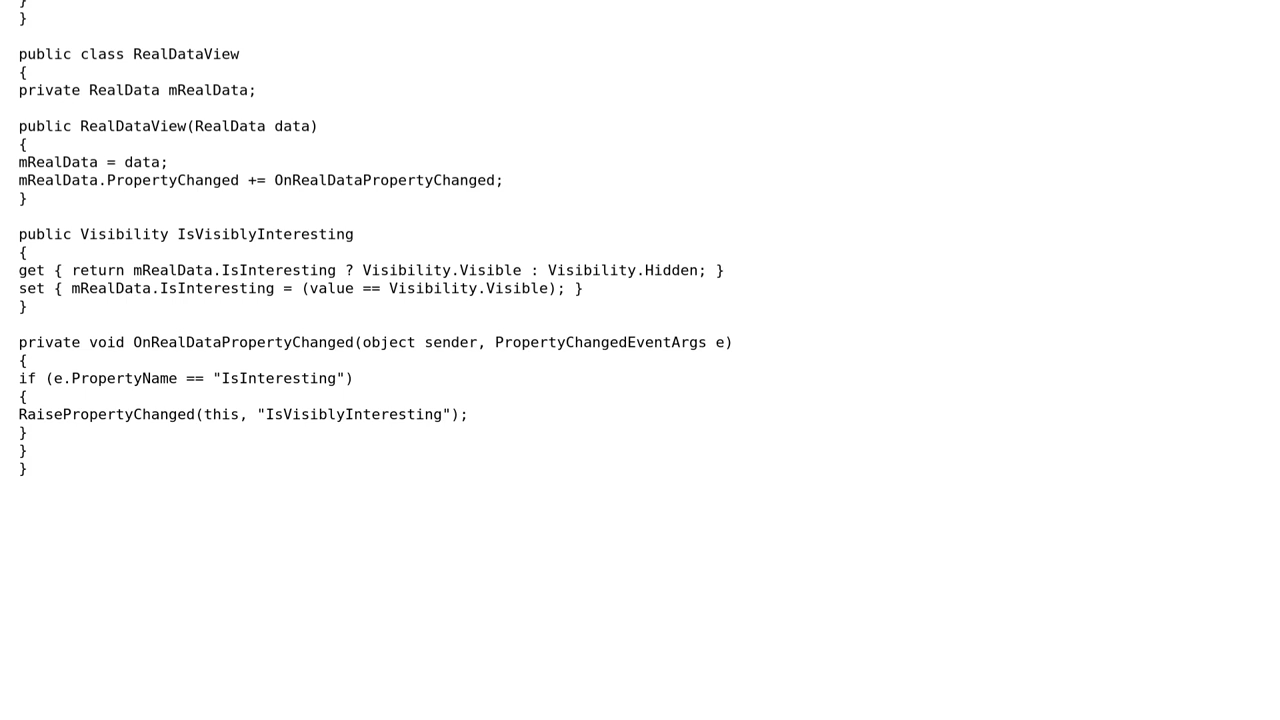 }
}
public class RealDataView
{
private RealData mRealData;
public RealDataView(RealData data)
{
mRealData = data;
mRealData.PropertyChanged += OnRealDataPropertyChanged;
}
public Visibility IsVisiblyInteresting
{
get { return mRealData.IsInteresting ? Visibility.Visible : Visibility.Hidden; }
set { mRealData.IsInteresting = (value == Visibility.Visible); }
}
private void OnRealDataPropertyChanged(object sender, PropertyChangedEventArgs e)
{
if (e.PropertyName == "IsInteresting")
{
RaisePropertyChanged(this, "IsVisiblyInteresting");
}
}
}